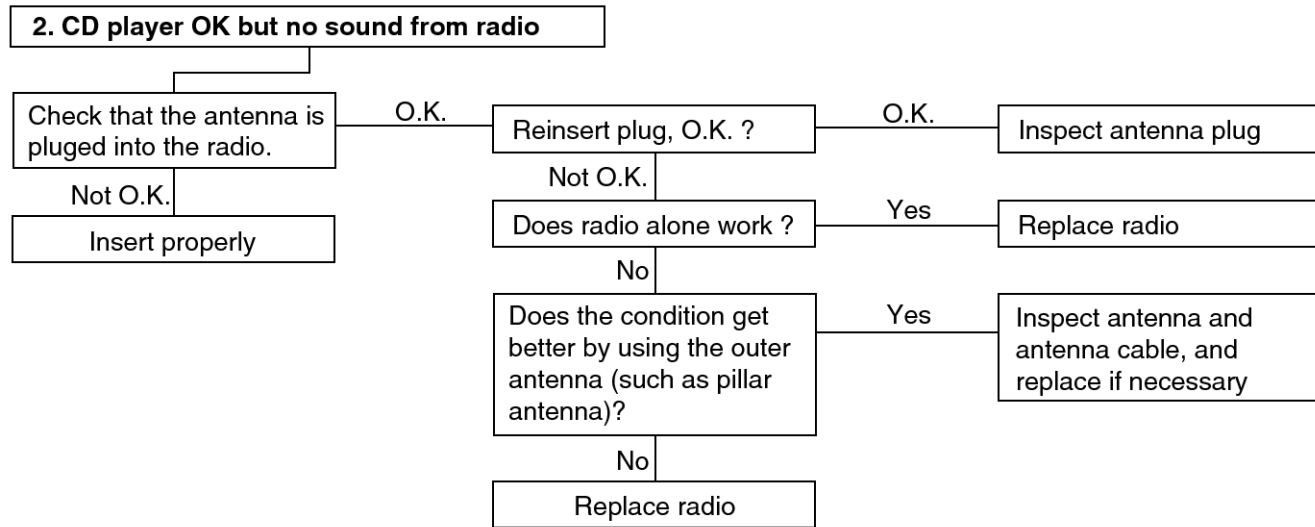 2. CD player OK but no sound from radio
Check that the antenna is
pluged into the radio.
O.K.
Reinsert plug, O.K. ?
O.K.
Inspect antenna plug
Not O.K.
Insert properly
Not O.K.
Does radio alone work ?
Yes
Replace radio
No
Does the condition get
better by using the outer
antenna (such as pillar
antenna)?
Yes
Inspect antenna and
antenna cable, and
replace if necessary
No
Replace radio